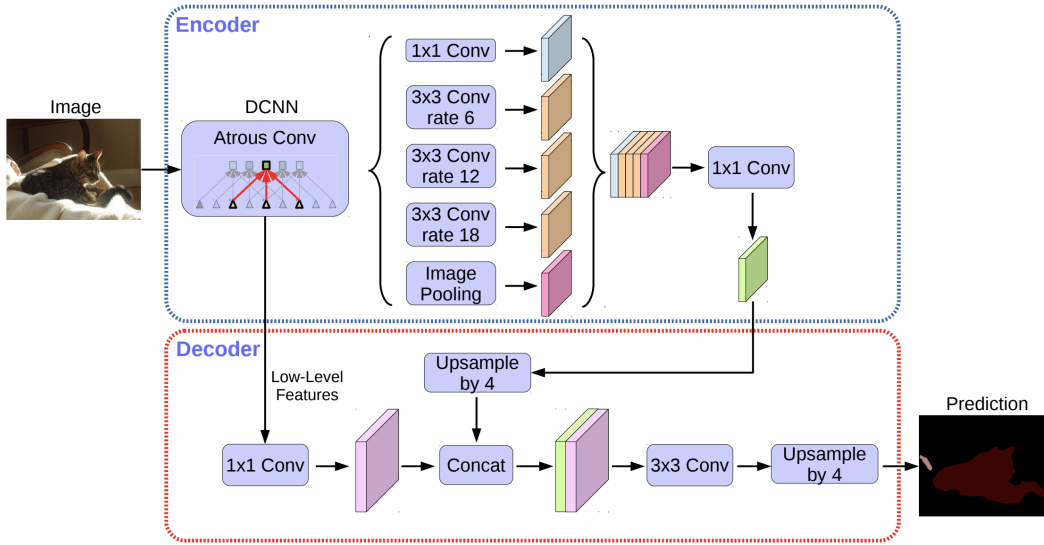 Encoder
Image
DCNN
Atrous Conv
1x1 Conv
3x3 Conv
rate 6
3x3 Conv
rate 12
3x3 Conv
rate 18
Image
Pooling
1x1 Conv
Decoder
Low-Level
Features
Upsample
by 4
1x1 Conv
Concat
3x3 Conv
Upsample
by 4
Prediction